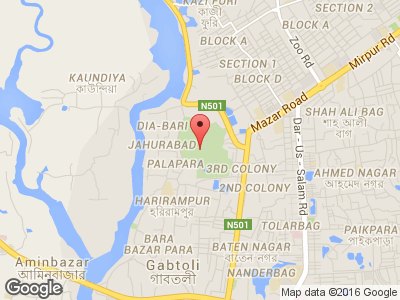 KAZI FURI
কাজী
ফুরি
BLOCK A
SECTION 2
BLOCK A
Mirpur Rd
Zoo Rd
SECTION 1
BLOCK D
KAUNDIYA
কাউন্দিয়া
N501
Mazar Road
SHAH ALI BAG
শাহ আলী
বাগ
DIA-BARI
JAHURABAD
PALAPARA
3RD COLONY
Dar - Us - Salam Rd
AHMED NAGAR
আহমেদ নগর
2ND COLONY
HARIRAMPUR
হরিরামপুর
N501
TOLARBAG
PAIKPARA
পাইকপাড়া
BARA
BAZAR PARA
BATEN NAGAR
বাতেন নগর
Aminbazar
আমিনবাজার
Gabtoli
গাবতলী
NANDERBAG
Google
Map data ©2016 Google